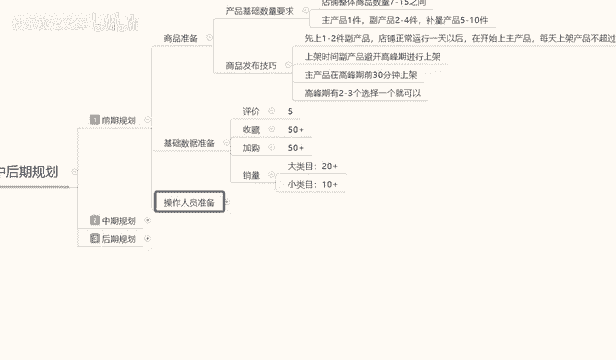 店铺整体商品数量7-15之间
产品基础数量要求
主产品1件，副产品2-4件，补量产品5-10件
商品准备
先上1-2件副产品，店铺正常运行一天以后，在开始上主产品，每天上架产品不超过
上架时间副产品避开高峰期进行上架
商品发布技巧
主产品在高峰期前30分钟上架
高峰期有2-3个选择一个就可以
1 前期规划
评价 5
收藏 50+
基础数据准备
加购 50+
大类目：20+
销量
小类目：10+
中后期规划
操作人员准备
2 中期规划
3 后期规划